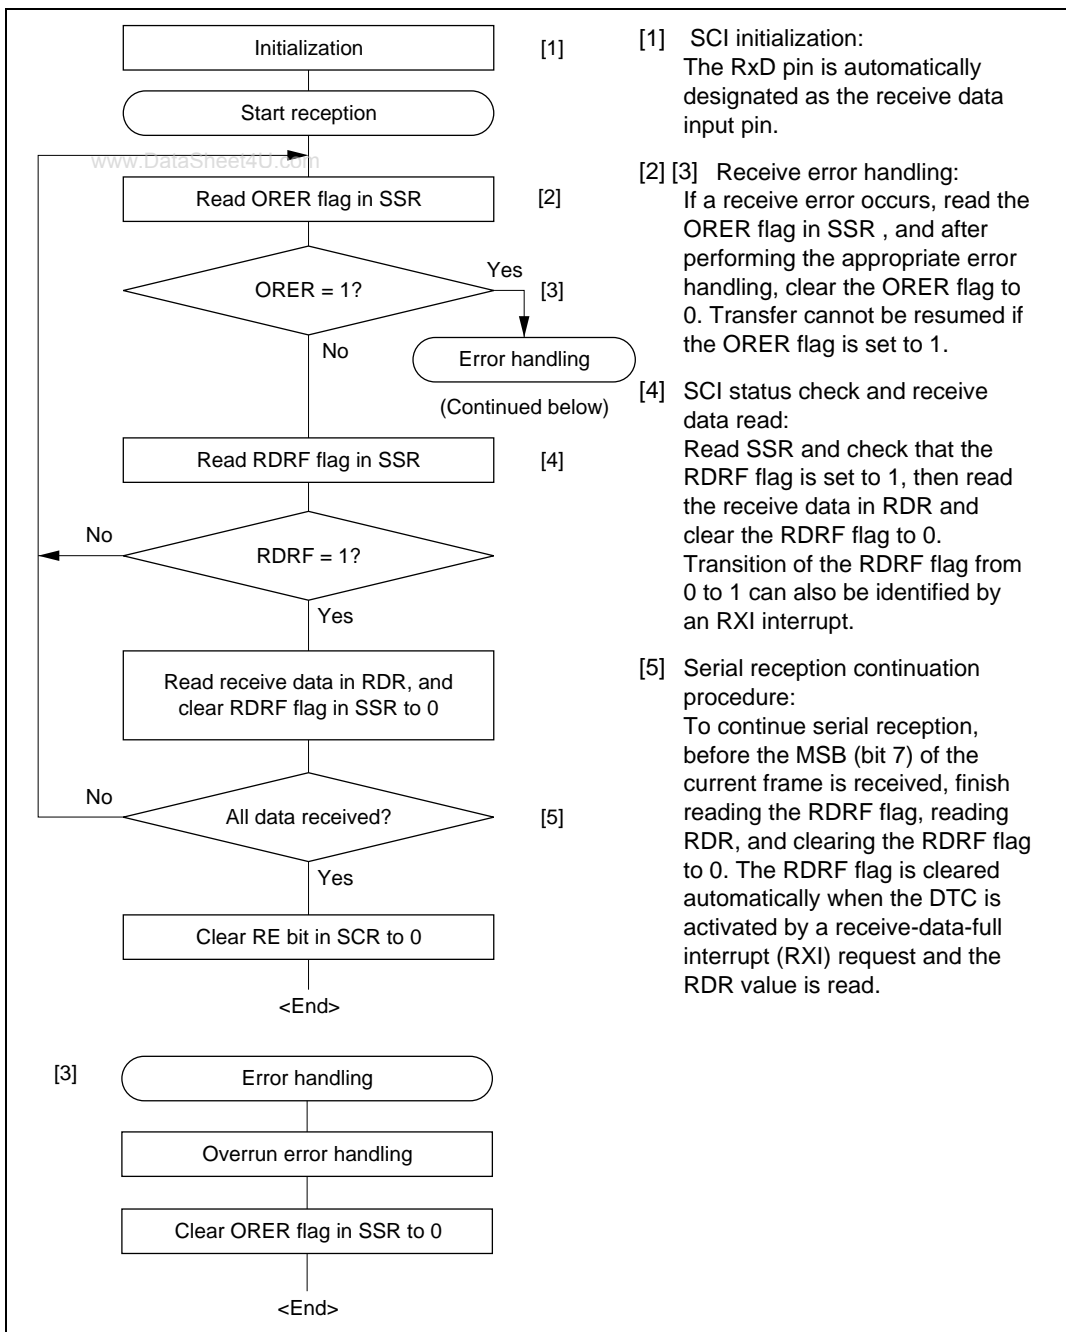 Initialization
[1]
Start reception
www.DataSheet4U.com
Read ORER flag in SSR
[2]
ORER = 1?
Yes
[3]
No
Error handling
(Continued below)
Read RDRF flag in SSR
[4]
No
RDRF = 1?
Yes
Read receive data in RDR, and
clear RDRF flag in SSR to 0
No
All data received?
[5]
Yes
Clear RE bit in SCR to 0
<End>
[3]
Error handling
Overrun error handling
Clear ORER flag in SSR to 0
<End>
[1] SCI initialization:
The RxD pin is automatically
designated as the receive data
input pin.
[2] [3] Receive error handling:
If a receive error occurs, read the
ORER flag in SSR , and after
performing the appropriate error
handling, clear the ORER flag to
0. Transfer cannot be resumed if
the ORER flag is set to 1.
[4] SCI status check and receive
data read:
Read SSR and check that the
RDRF flag is set to 1, then read
the receive data in RDR and
clear the RDRF flag to 0.
Transition of the RDRF flag from
0 to 1 can also be identified by
an RXI interrupt.
[5] Serial reception continuation
procedure:
To continue serial reception,
before the MSB (bit 7) of the
current frame is received, finish
reading the RDRF flag, reading
RDR, and clearing the RDRF flag
to 0. The RDRF flag is cleared
automatically when the DTC is
activated by a receive-data-full
interrupt (RXI) request and the
RDR value is read.